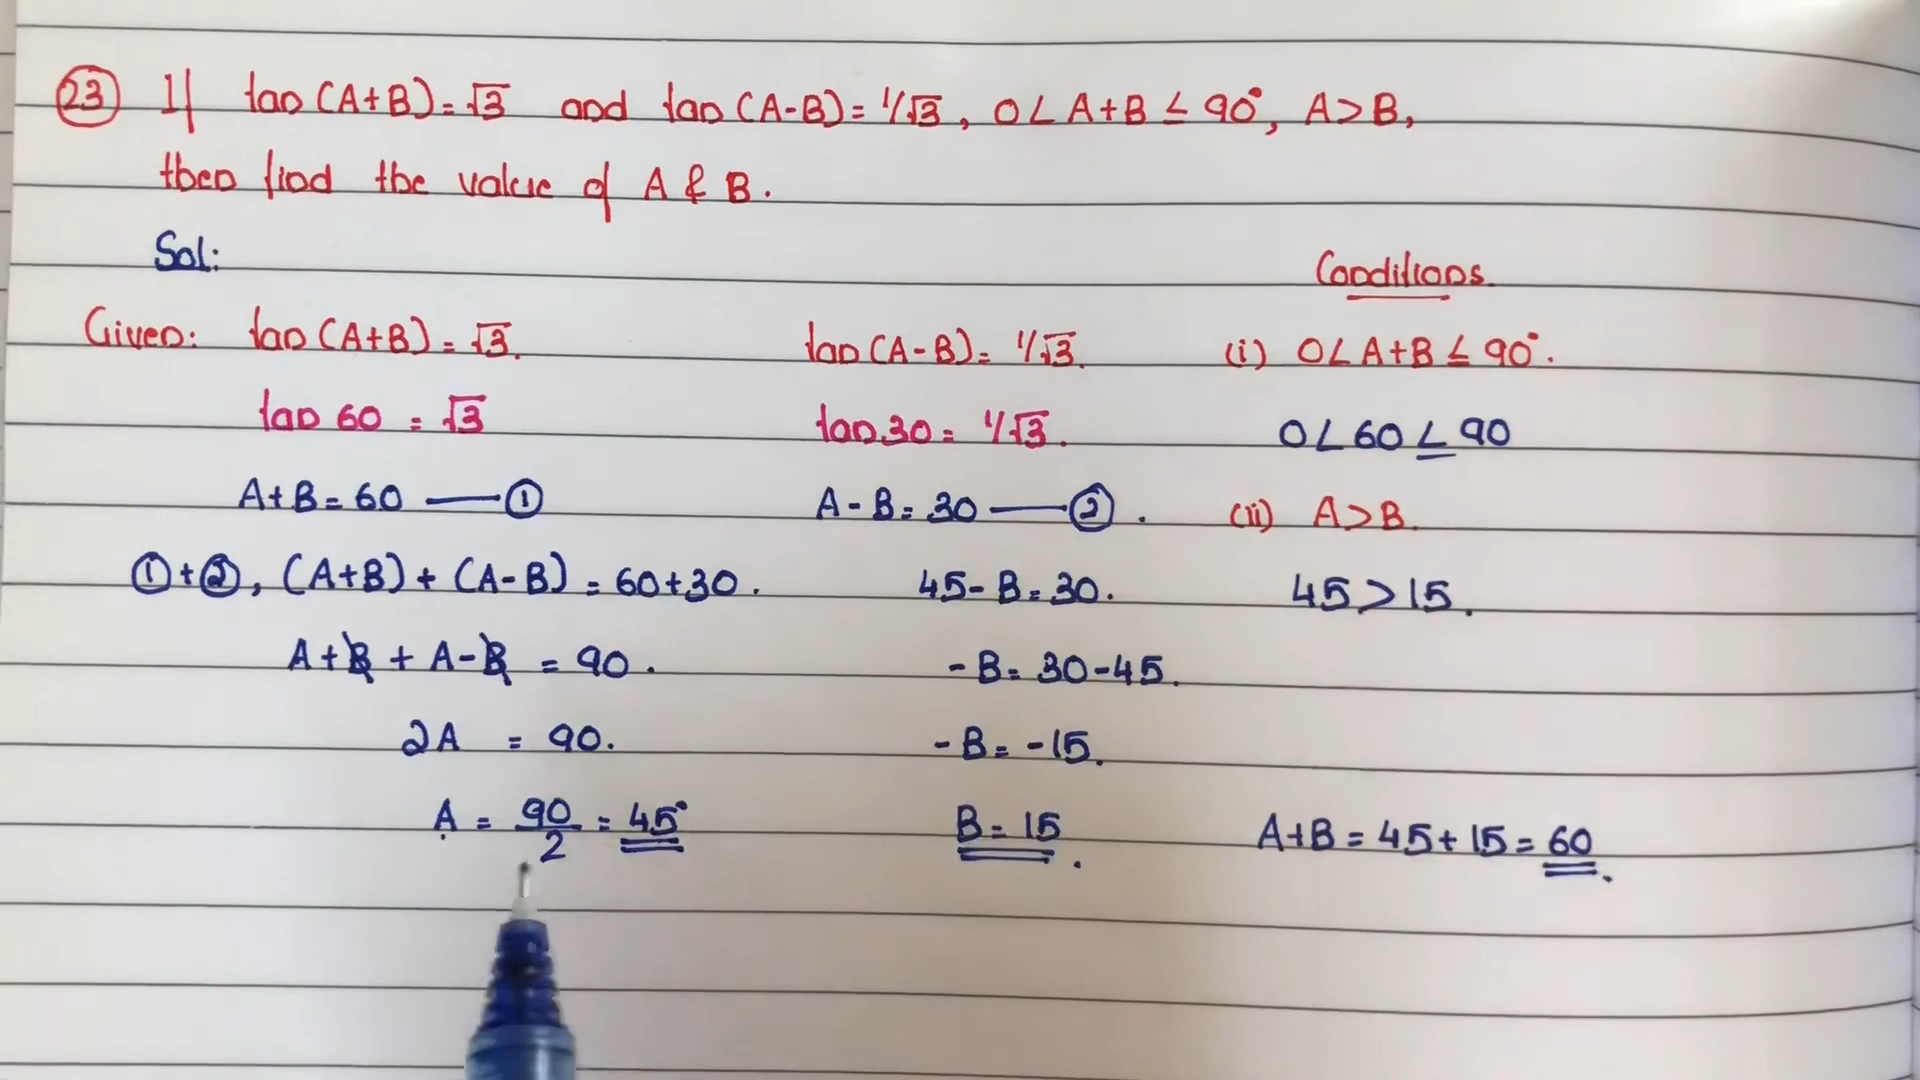 23 If tan(A+B)=√3 and tan(A-B)=1/√3, 0<A+B≤90°, A>B,
then find the value of A & B.
Sol:
Conditions.
Given: tan(A+B)=√3. tan(A-B)=1/√3. (i) 0<A+B≤90°.
tan 60 = √3 tan 30 = 1/√3. 0<60≤90
A+B=60 — ① A-B=30 — ② . (ii) A>B.
①+②, (A+B)+(A-B)=60+30. 45-B=30. 45>15.
A+B + A-B = 90. -B=30-45.
2A = 90. -B=-15.
A = 90/2 = 45° B=15. A+B=45+15=60.